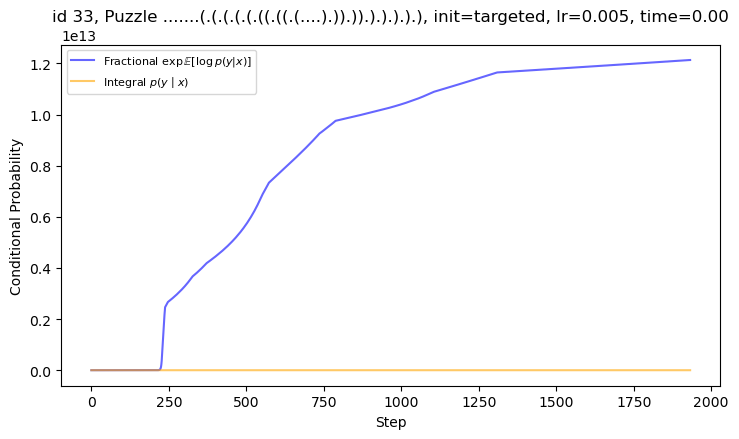 id 33, Puzzle .......(.(.(.(.(.((.((.(....).)).)).).).).).), init=targeted, lr=0.005, time=0.00
1e13
Fractional exp 𝔼[log p(y|x)]
Integral p(y | x)
1.2
1.0
0.8
0.6
0.4
0.2
0.0
Conditional Probability
0 250 500 750 1000 1250 1500 1750 2000
Step